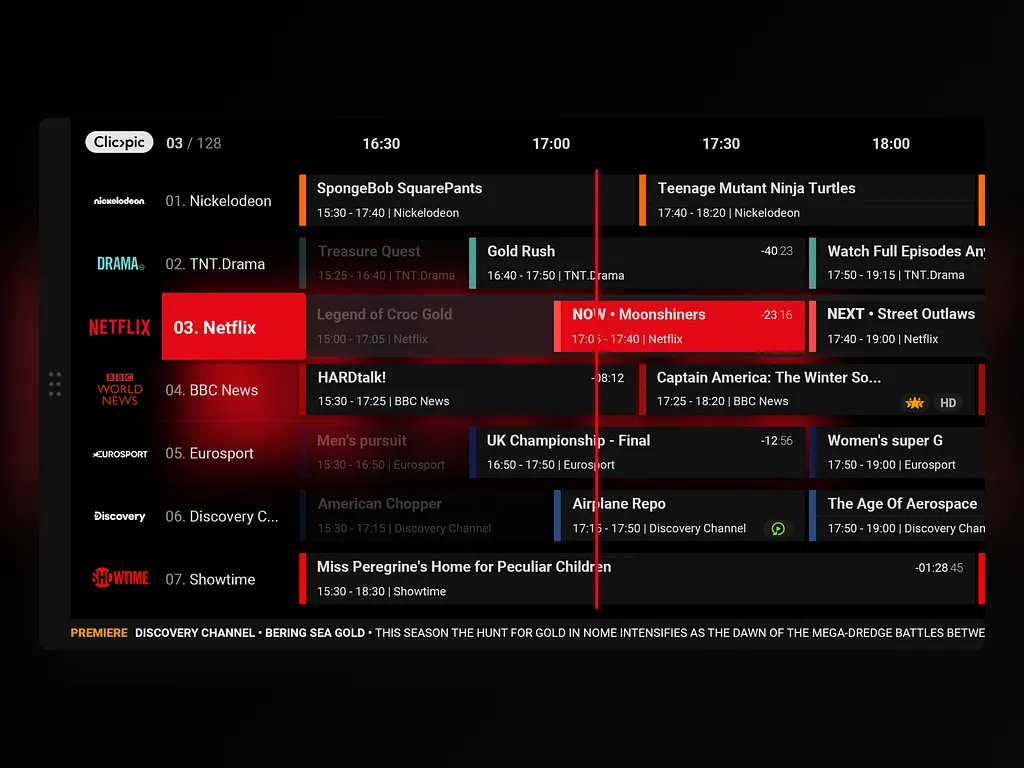 Clic›pic 03 / 128 16:30 17:00 17:30 18:00
nickelodeon 01. Nickelodeon
SpongeBob SquarePants
15:30 - 17:40 | Nickelodeon
Teenage Mutant Ninja Turtles
17:40 - 18:20 | Nickelodeon
DRAMA 02. TNT.Drama
Treasure Quest
15:25 - 16:40 | TNT.Drama
Gold Rush -40:23
16:40 - 17:50 | TNT.Drama
Watch Full Episodes Any
17:50 - 19:15 | TNT.Drama
NETFLIX 03. Netflix
Legend of Croc Gold
15:00 - 17:05 | Netflix
NOW • Moonshiners -23:16
17:05 - 17:40 | Netflix
NEXT • Street Outlaws
17:40 - 19:00 | Netflix
BBC
WORLD
NEWS
04. BBC News
HARDtalk! -08:12
15:30 - 17:25 | BBC News
Captain America: The Winter So...
17:25 - 18:20 | BBC News HD
EUROSPORT 05. Eurosport
Men's pursuit
15:30 - 16:50 | Eurosport
UK Championship - Final -12:56
16:50 - 17:50 | Eurosport
Women's super G
17:50 - 19:00 | Eurosport
Discovery 06. Discovery C...
American Chopper
15:30 - 17:15 | Discovery Channel
Airplane Repo
17:15 - 17:50 | Discovery Channel
The Age Of Aerospace
17:50 - 19:00 | Discovery Chan
SHOWTIME 07. Showtime
Miss Peregrine's Home for Peculiar Children -01:28:45
15:30 - 18:30 | Showtime
PREMIERE DISCOVERY CHANNEL • BERING SEA GOLD • THIS SEASON THE HUNT FOR GOLD IN NOME INTENSIFIES AS THE DAWN OF THE MEGA-DREDGE BATTLES BETWE